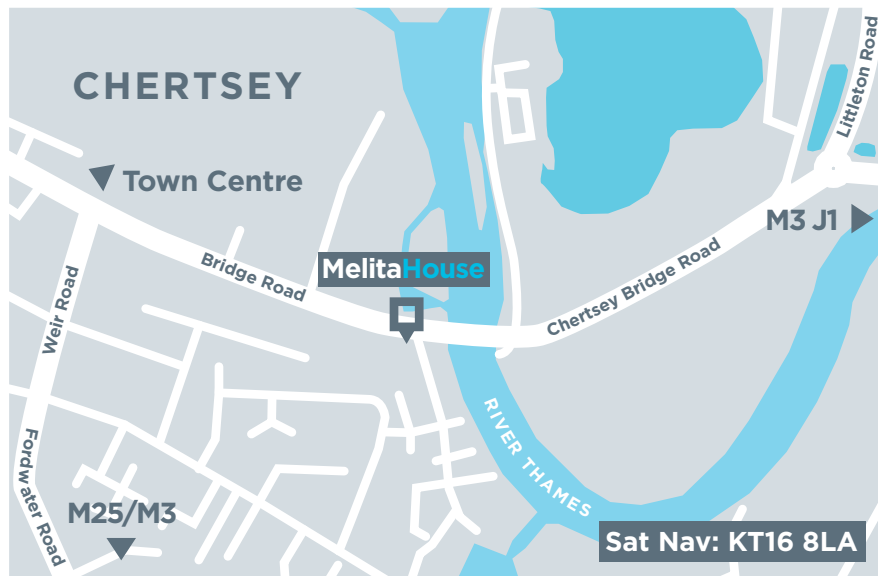 CHERTSEY
Littleton Road
Town Centre
M3 J1
MelitaHouse
Bridge Road
Chertsey Bridge Road
Weir Road
RIVER THAMES
Fordwater Road
M25/M3
Sat Nav: KT16 8LA